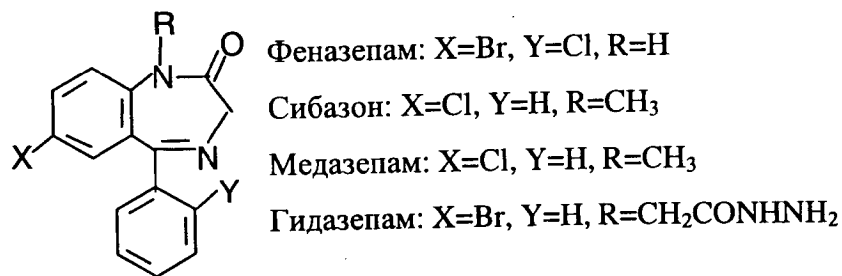 R
O
N
N
X
Y
Феназепам: X=Br, Y=Cl, R=H
Сибазон: X=Cl, Y=H, R=CH₃
Медазепам: X=Cl, Y=H, R=CH₃
Гидазепам: X=Br, Y=H, R=CH₂CONHNH₂